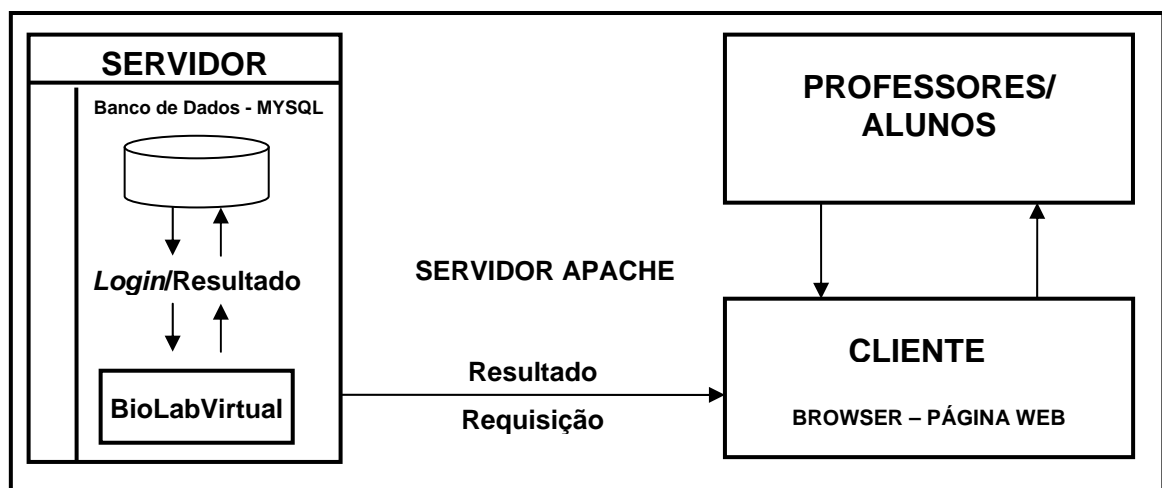 SERVIDOR
Banco de Dados - MYSQL
Login/Resultado
BioLabVirtual
SERVIDOR APACHE
Resultado
Requisição
PROFESSORES/
ALUNOS
CLIENTE
BROWSER – PÁGINA WEB